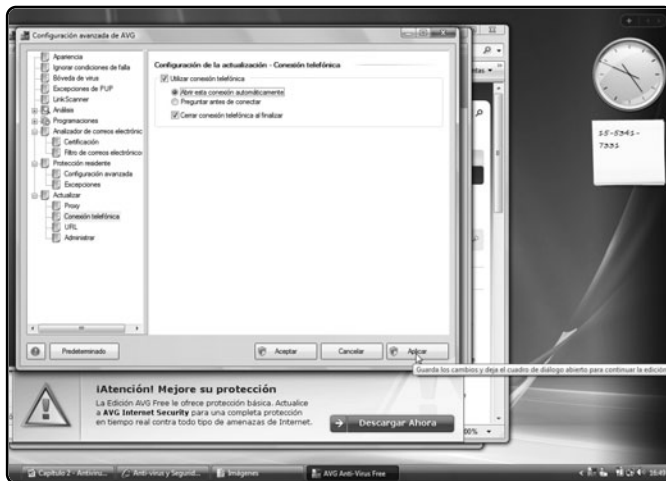 Configuración avanzada de AVG
Apariencia
Ignorar condiciones de falla
Bóveda de virus
Excepciones de PUP
LinkScanner
Análisis
Programaciones
Analizador de correos electrónic
Certificación
Filtro de correos electrónico
Protección residente
Configuración avanzada
Excepciones
Actualizar
Proxy
Conexión telefónica
URL
Administrar
Configuración de la actualización - Conexión telefónica
Utilizar conexión telefónica
Abrir esta conexión automáticamente
Preguntar antes de conectar
Cerrar conexión telefónica al finalizar
Predeterminado
Aceptar
Cancelar
Aplicar
Guarda los cambios y deja el cuadro de diálogo abierto para continuar la edición
15-5341-
7331
¡Atención! Mejore su protección
La Edición AVG Free le ofrece protección básica. Actualice
a AVG Internet Security para una completa protección
en tiempo real contra todo tipo de amenazas de Internet.
Descargar Ahora
00%
Capítulo 2 - Antiviru...
Anti-virus y Segurid...
Imágenes
AVG Anti-Virus Free
16:49